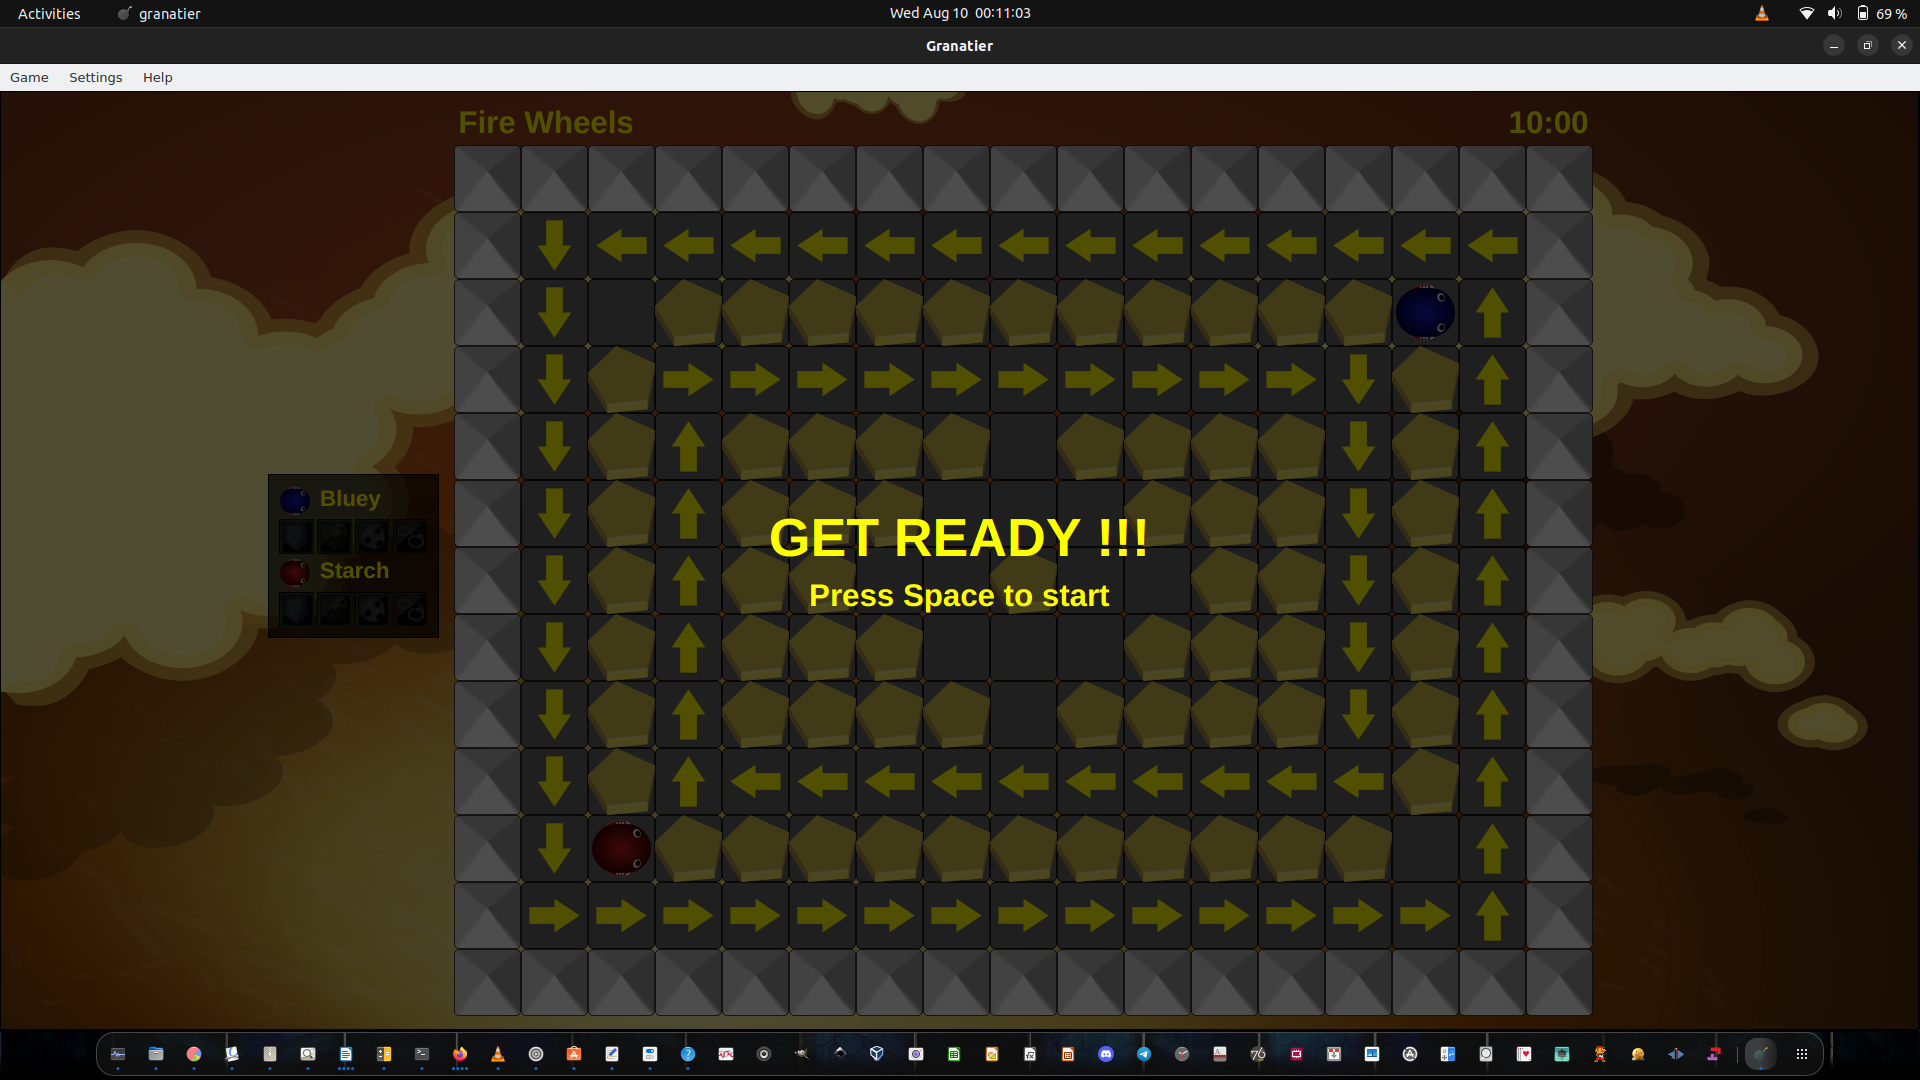 Activities
granatier
Wed Aug 10 00:11:03
69 %
Granatier
Game Settings Help
Fire Wheels
10:00
Bluey
Starch
GET READY !!!
Press Space to start
76